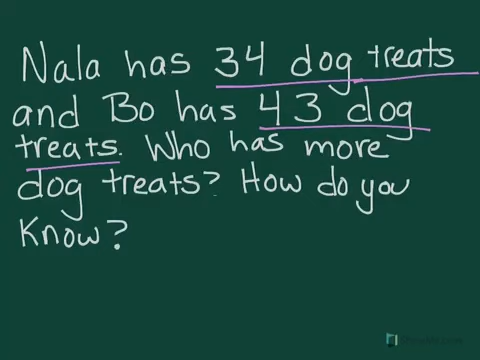 Nala has 34 dog treats
and Bo has 43 dog
treats. Who has more
dog treats? How do you
Know?